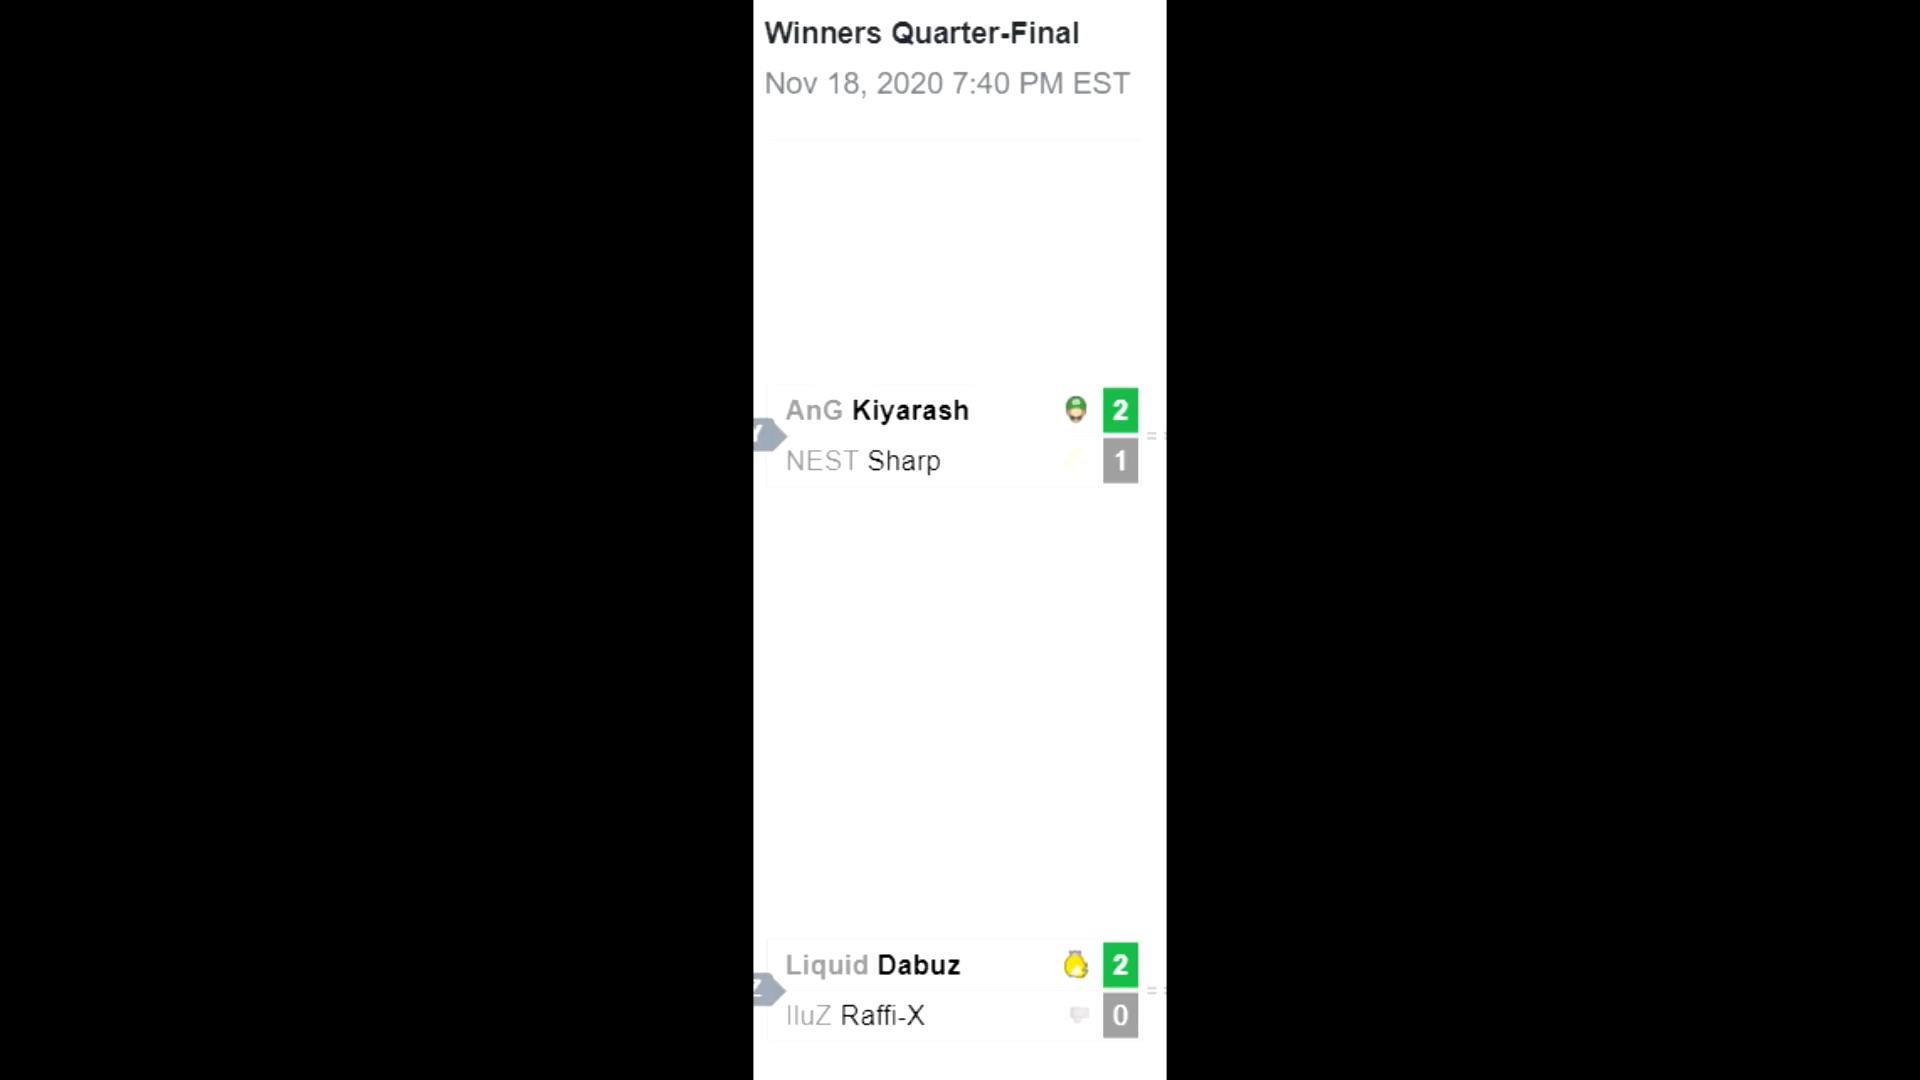 Winners Quarter-Final
Nov 18, 2020 7:40 PM EST
AnG Kiyarash 2
Y
NEST Sharp 1
Liquid Dabuz 2
Z
IluZ Raffi-X 0